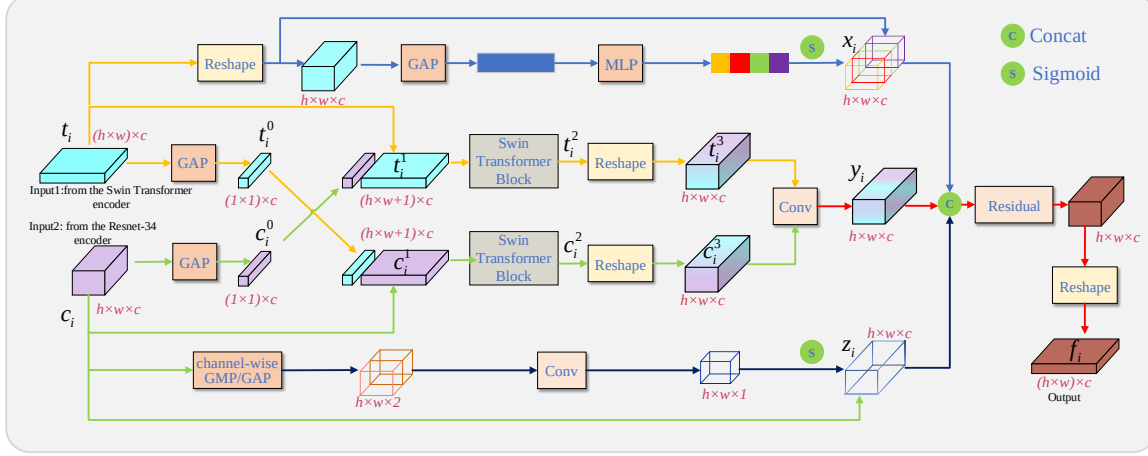 Reshape
h×w×c
GAP
MLP
S
x_i
h×w×c
C Concat
S Sigmoid
t_i
(h×w)×c
GAP
t_i^0
(1×1)×c
Input1:from the Swin Transformer
encoder
t_i^1
(h×w+1)×c
Swin
Transformer
Block
t_i^2
Reshape
t_i^3
h×w×c
Input2: from the Resnet-34
encoder
c_i
h×w×c
GAP
c_i^0
(1×1)×c
(h×w+1)×c
c_i^1
Swin
Transformer
Block
c_i^2
Reshape
c_i^3
h×w×c
Conv
y_i
h×w×c
C
Residual
h×w×c
Reshape
f_i
(h×w)×c
Output
channel-wise
GMP/GAP
h×w×2
Conv
h×w×1
S
z_i
h×w×c